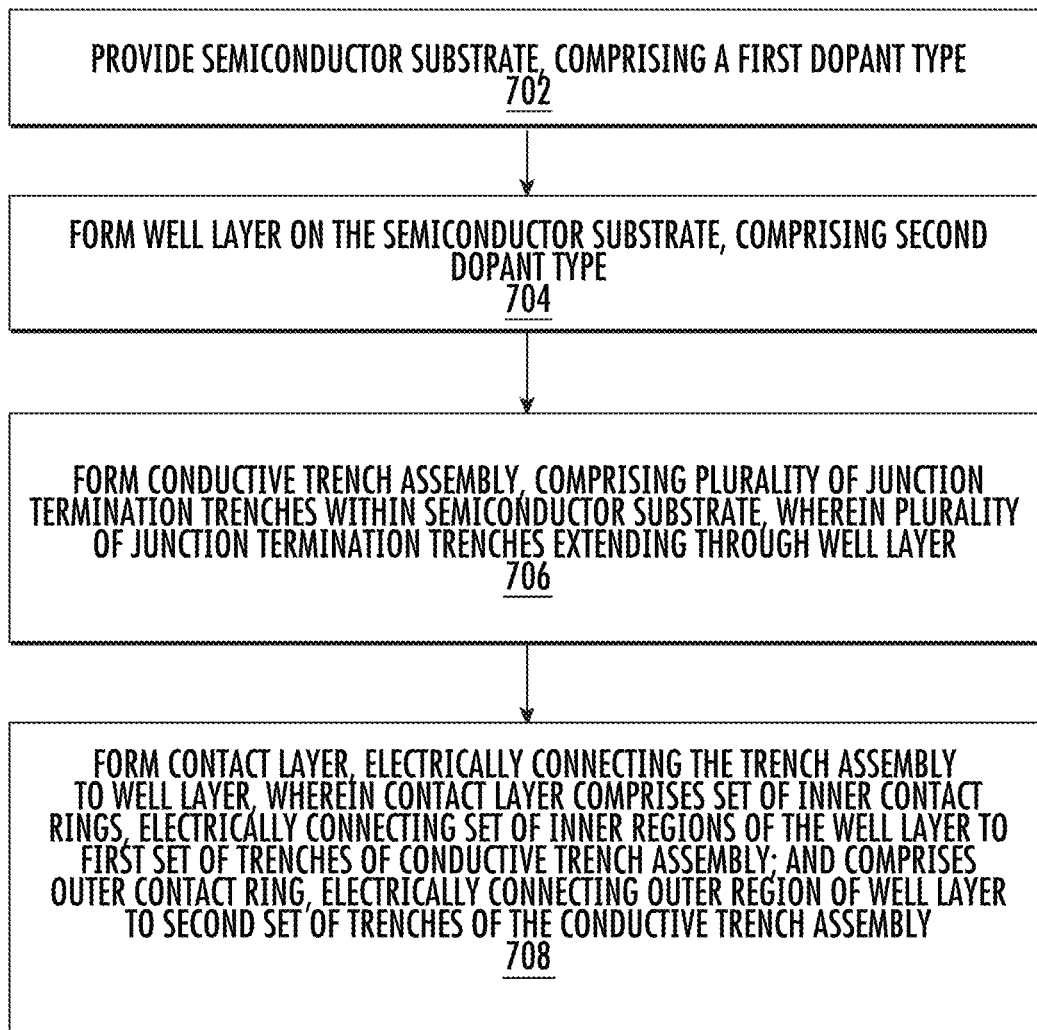 PROVIDE SEMICONDUCTOR SUBSTRATE, COMPRISING A FIRST DOPANT TYPE
702
FORM WELL LAYER ON THE SEMICONDUCTOR SUBSTRATE, COMPRISING SECOND
DOPANT TYPE
704
FORM CONDUCTIVE TRENCH ASSEMBLY, COMPRISING PLURALITY OF JUNCTION
TERMINATION TRENCHES WITHIN SEMICONDUCTOR SUBSTRATE, WHEREIN PLURALITY
OF JUNCTION TERMINATION TRENCHES EXTENDING THROUGH WELL LAYER
706
FORM CONTACT LAYER, ELECTRICALLY CONNECTING THE TRENCH ASSEMBLY
TO WELL LAYER, WHEREIN CONTACT LAYER COMPRISES SET OF INNER CONTACT
RINGS, ELECTRICALLY CONNECTING SET OF INNER REGIONS OF THE WELL LAYER TO
FIRST SET OF TRENCHES OF CONDUCTIVE TRENCH ASSEMBLY; AND COMPRISES
OUTER CONTACT RING, ELECTRICALLY CONNECTING OUTER REGION OF WELL LAYER
TO SECOND SET OF TRENCHES OF THE CONDUCTIVE TRENCH ASSEMBLY
708